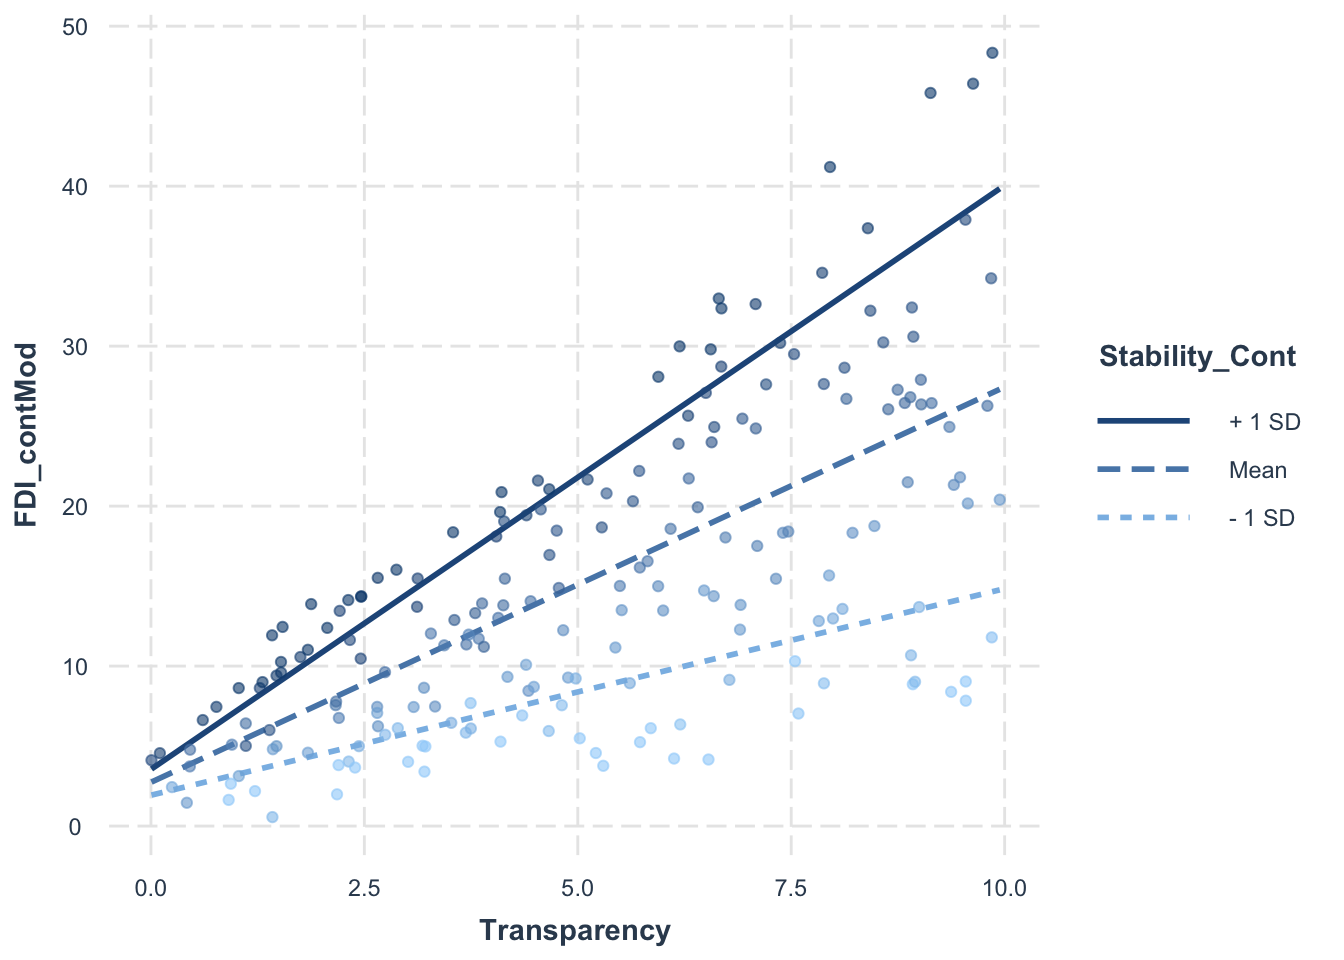 50
40
30
20
10
0
FDI_contMod
0.0 2.5 5.0 7.5 10.0
Transparency
Stability_Cont
+ 1 SD
Mean
- 1 SD